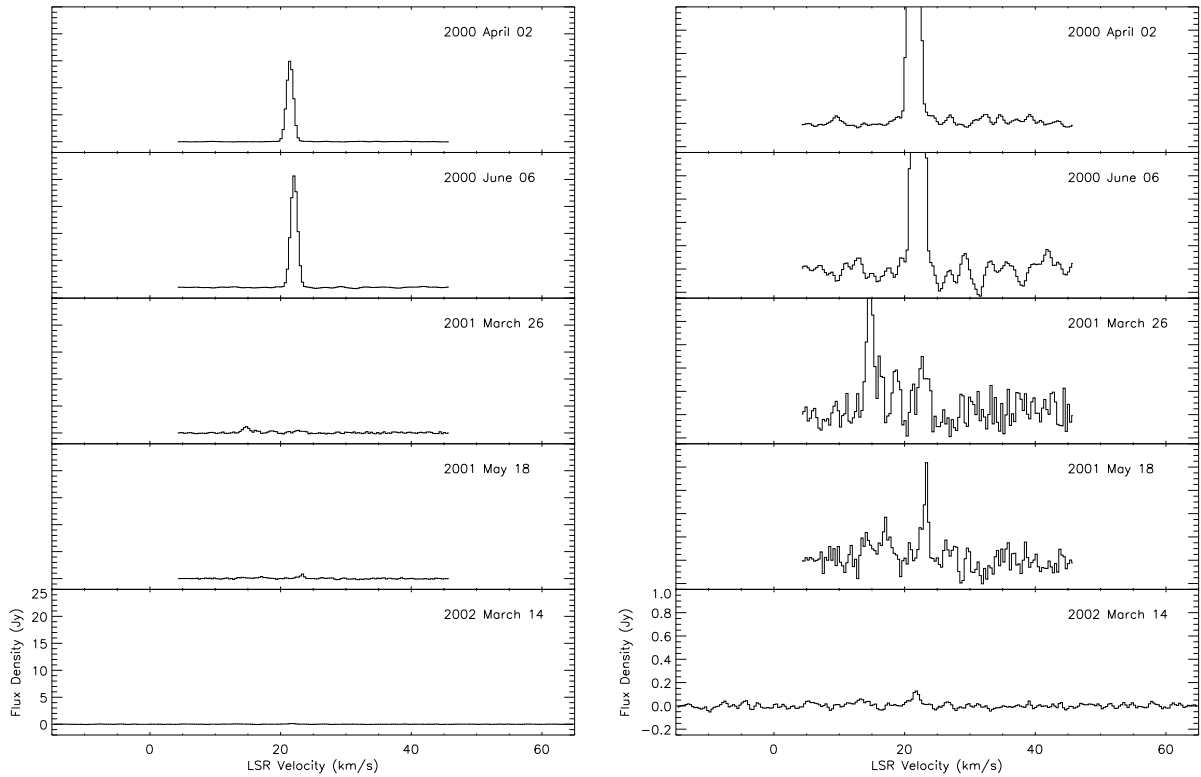 2000 April 02
2000 June 06
2001 March 26
2001 May 18
2002 March 14
25
20
15
10
5
0
Flux Density (Jy)
0 20 40 60
LSR Velocity (km/s)
2000 April 02
2000 June 06
2001 March 26
2001 May 18
2002 March 14
1.0
0.8
0.6
0.4
0.2
0.0
−0.2
Flux Density (Jy)
0 20 40 60
LSR Velocity (km/s)